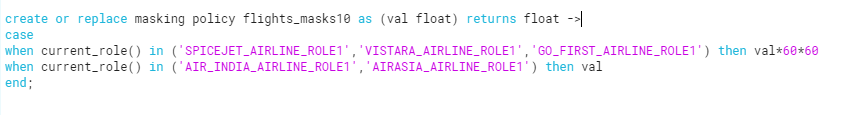 create or replace masking policy flights_masks10 as (val float) returns float ->
case
when current_role() in ('SPICEJET_AIRLINE_ROLE1','VISTARA_AIRLINE_ROLE1','GO_FIRST_AIRLINE_ROLE1') then val*60*60
when current_role() in ('AIR_INDIA_AIRLINE_ROLE1','AIRASIA_AIRLINE_ROLE1') then val
end;